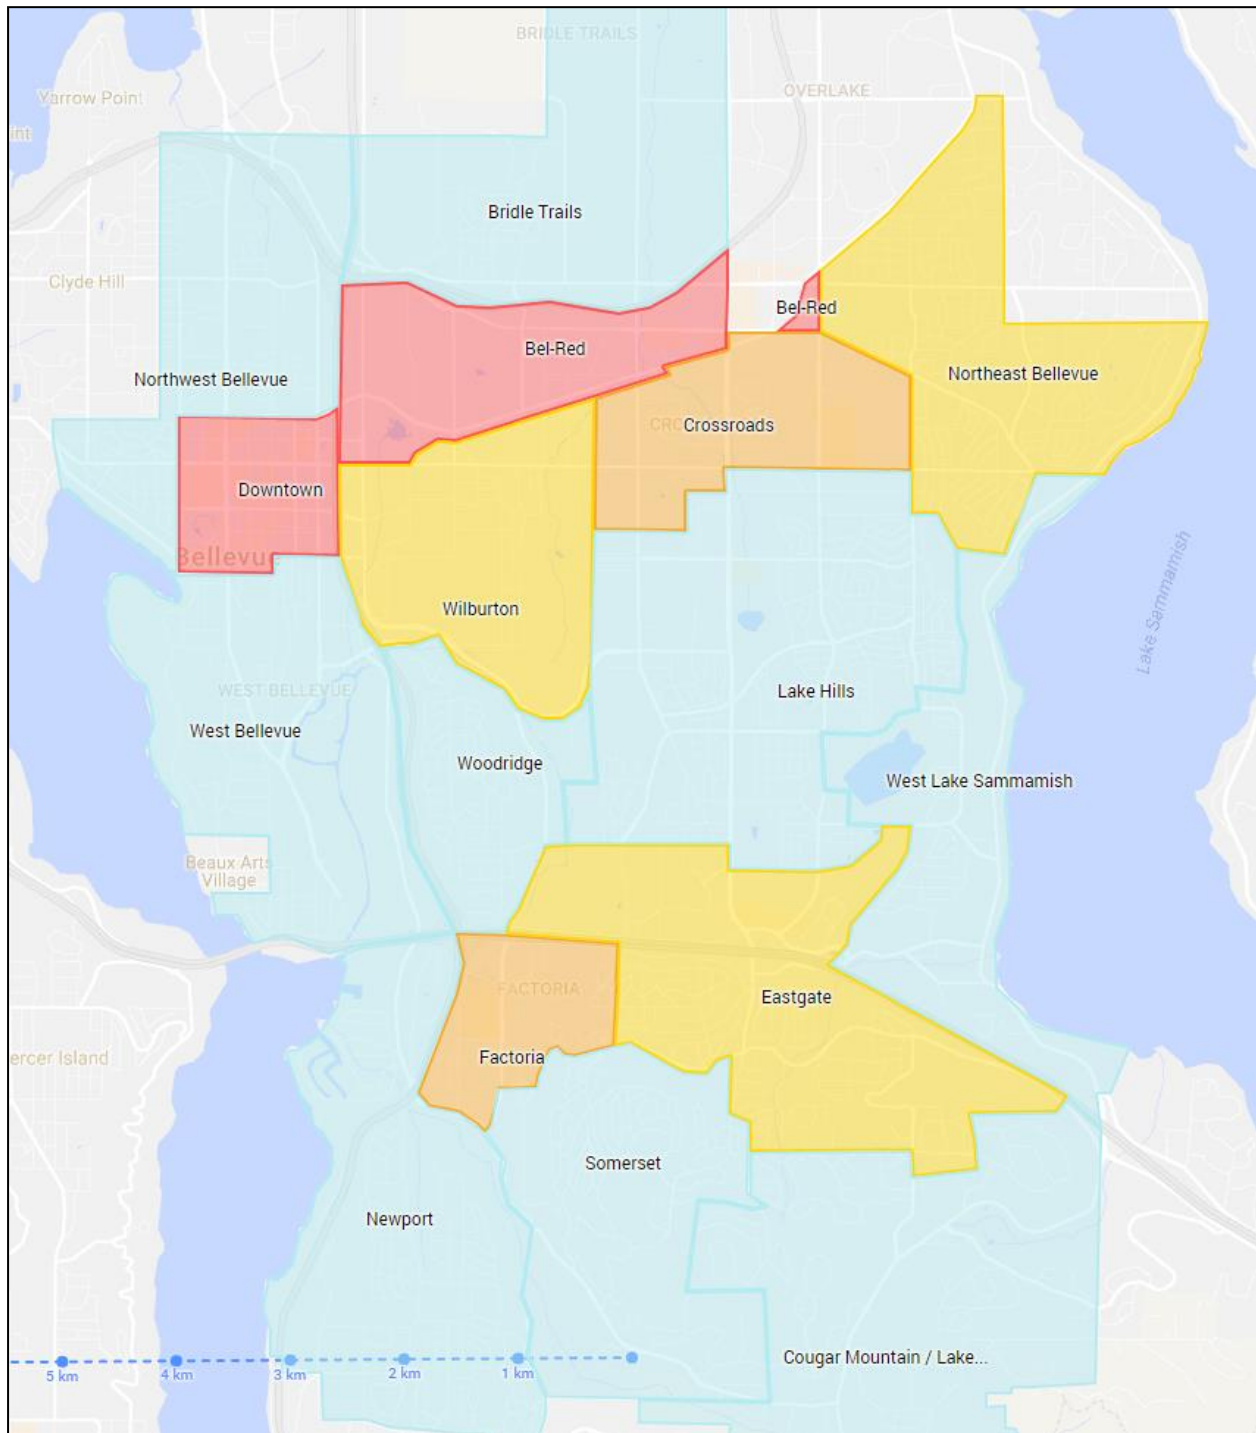 BRIDLE TRAILS
Yarrow Point
OVERLAKE
int
Bridle Trails
Clyde Hill
Bel-Red
Bel-Red
Northwest Bellevue
Northeast Bellevue
Crossroads
Downtown
Bellevue
Wilburton
Lake Sammamish
WEST BELLEVUE
Lake Hills
West Bellevue
Woodridge
West Lake Sammamish
Beaux Arts
Village
FACTORIA
Eastgate
Factoria
ercer Island
Somerset
Newport
Cougar Mountain / Lake...
5 km
4 km
3 km
2 km
1 km